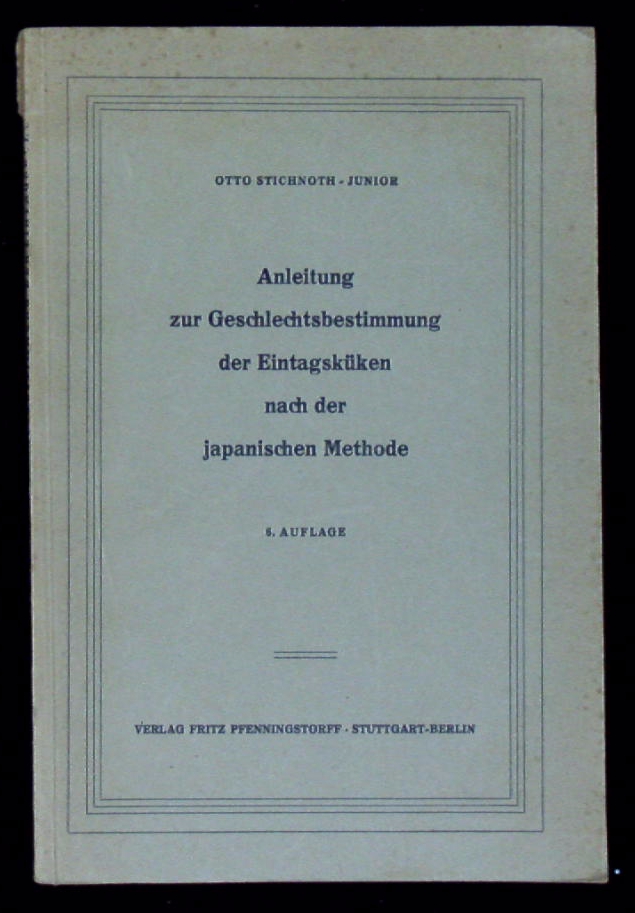 OTTO STICHNOTH - JUNIOR
Anleitung
zur Geschlechtsbestimmung
der Eintagsküken
nach der
japanischen Methode
6. AUFLAGE
VERLAG FRITZ PFENNINGSTORFF · STUTTGART-BERLIN